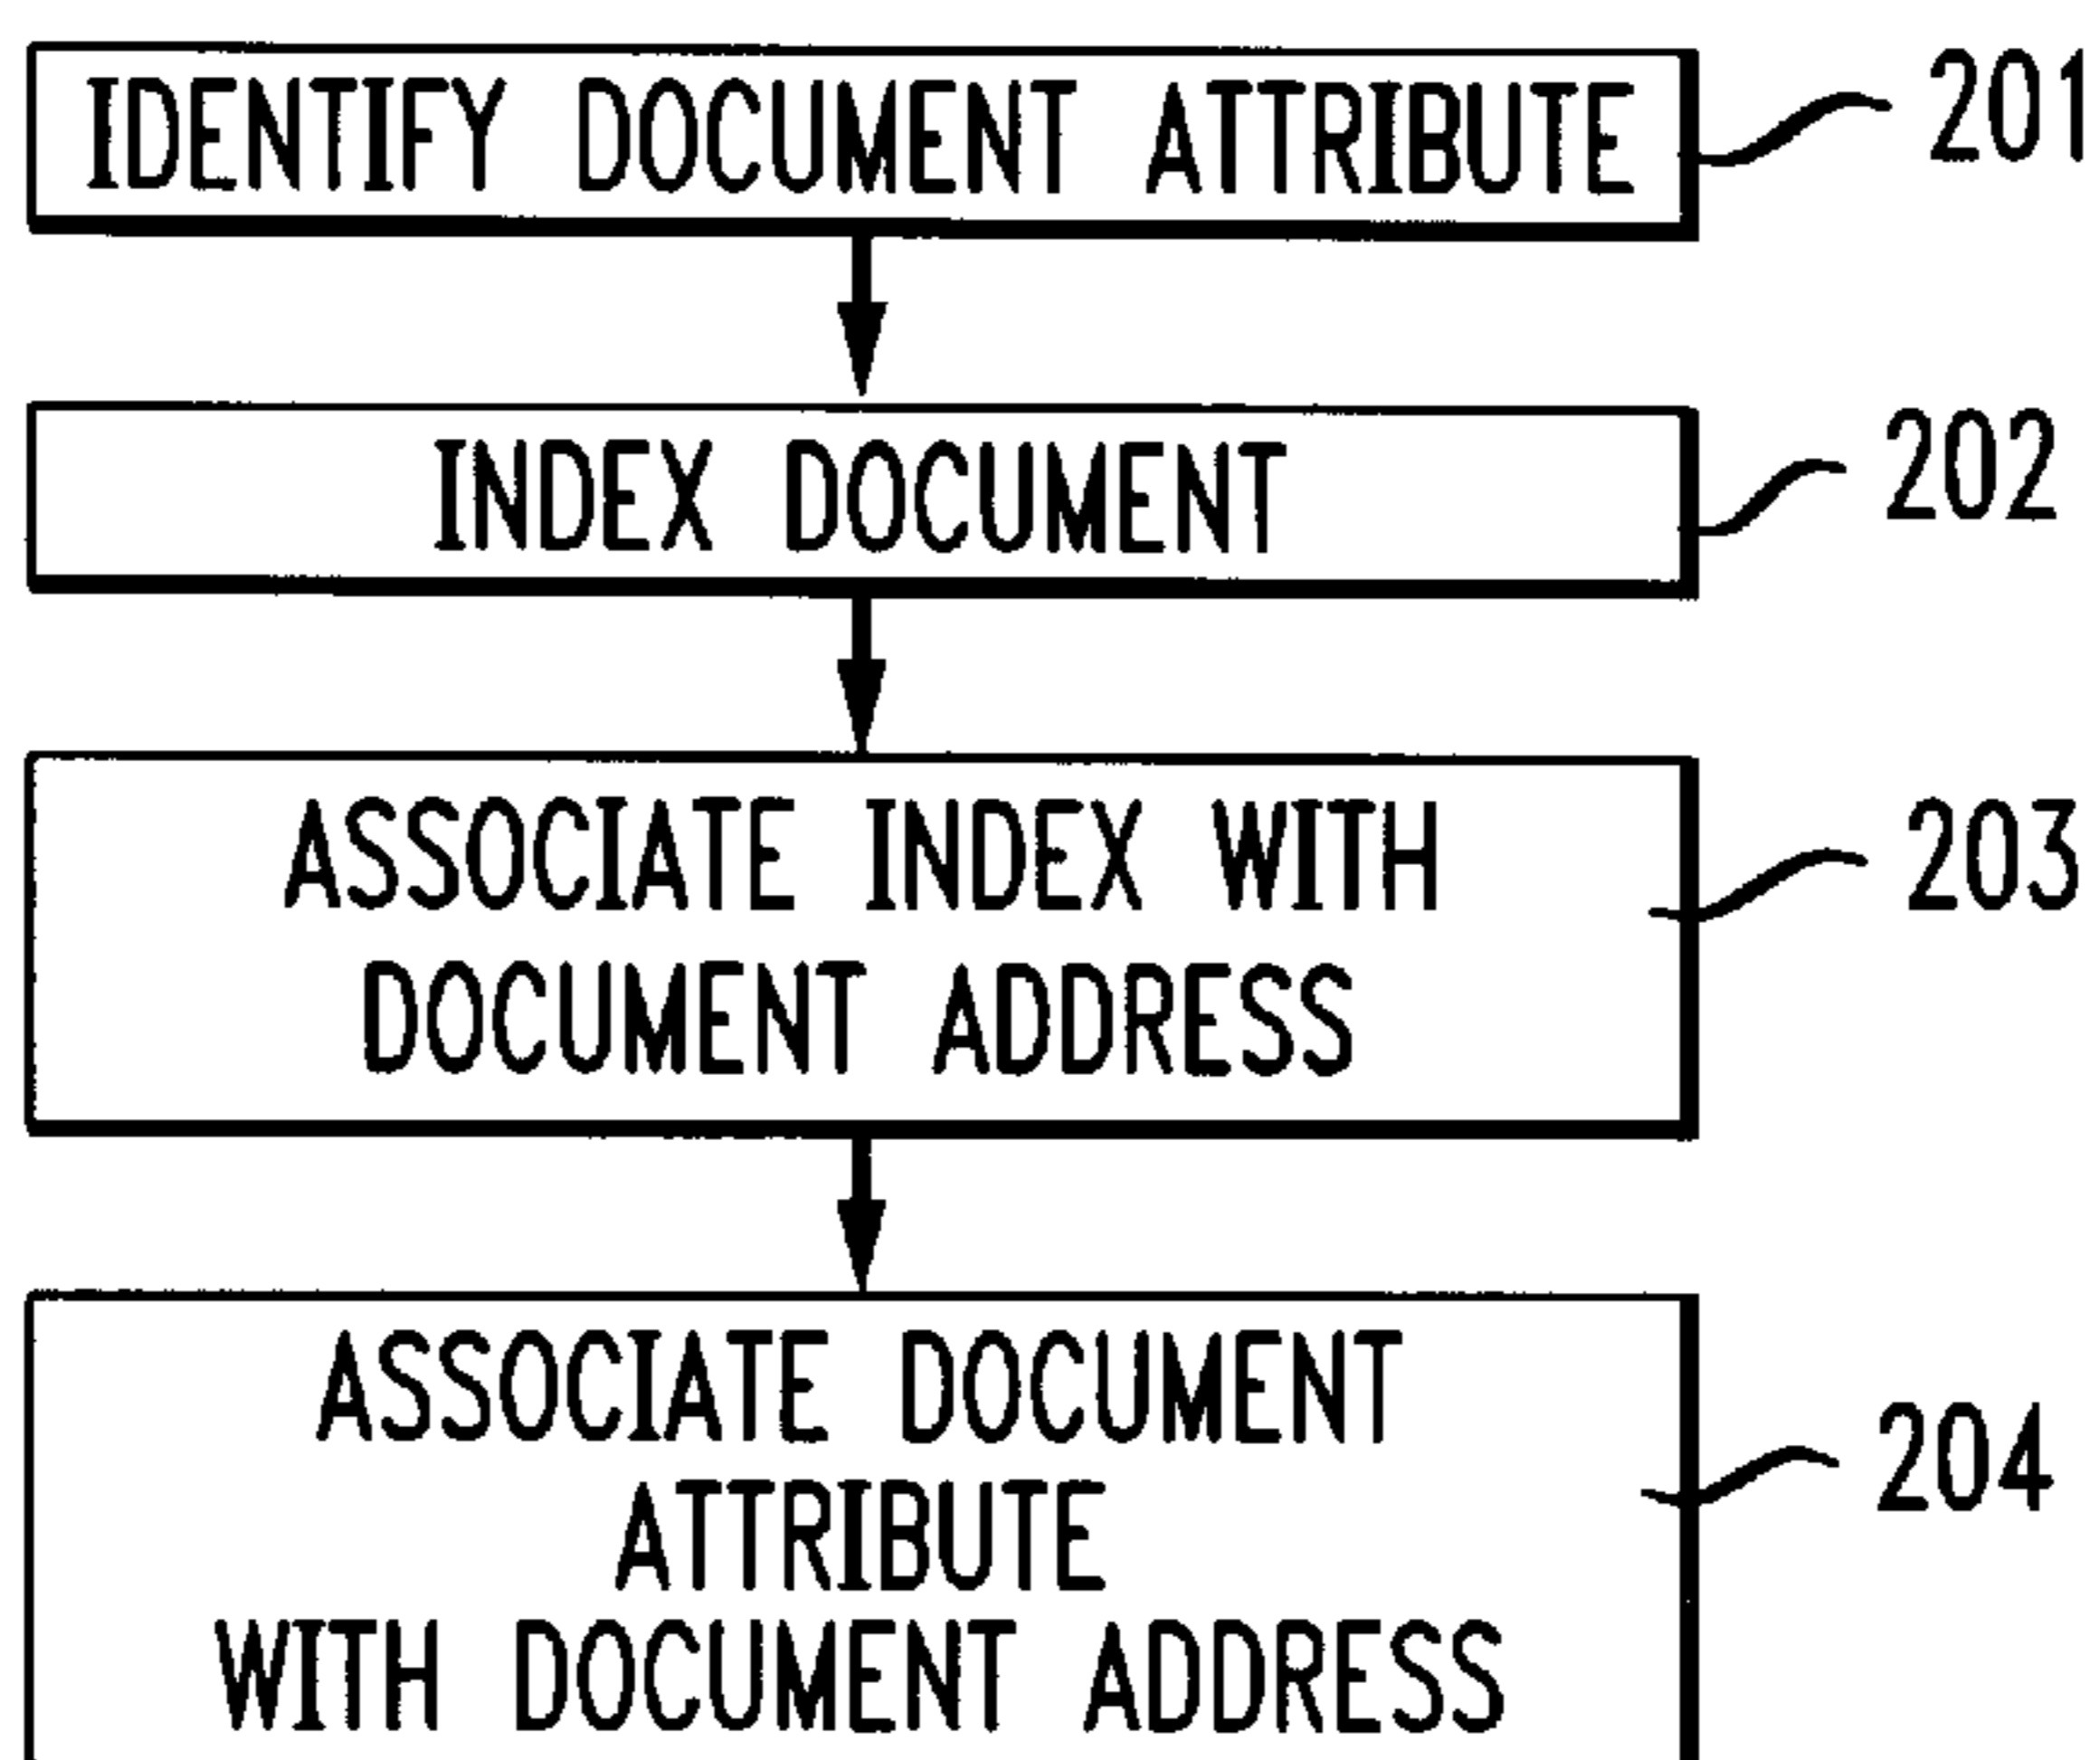 IDENTIFY DOCUMENT ATTRIBUTE 201
INDEX DOCUMENT 202
ASSOCIATE INDEX WITH 203
DOCUMENT ADDRESS
ASSOCIATE DOCUMENT
ATTRIBUTE 204
WITH DOCUMENT ADDRESS